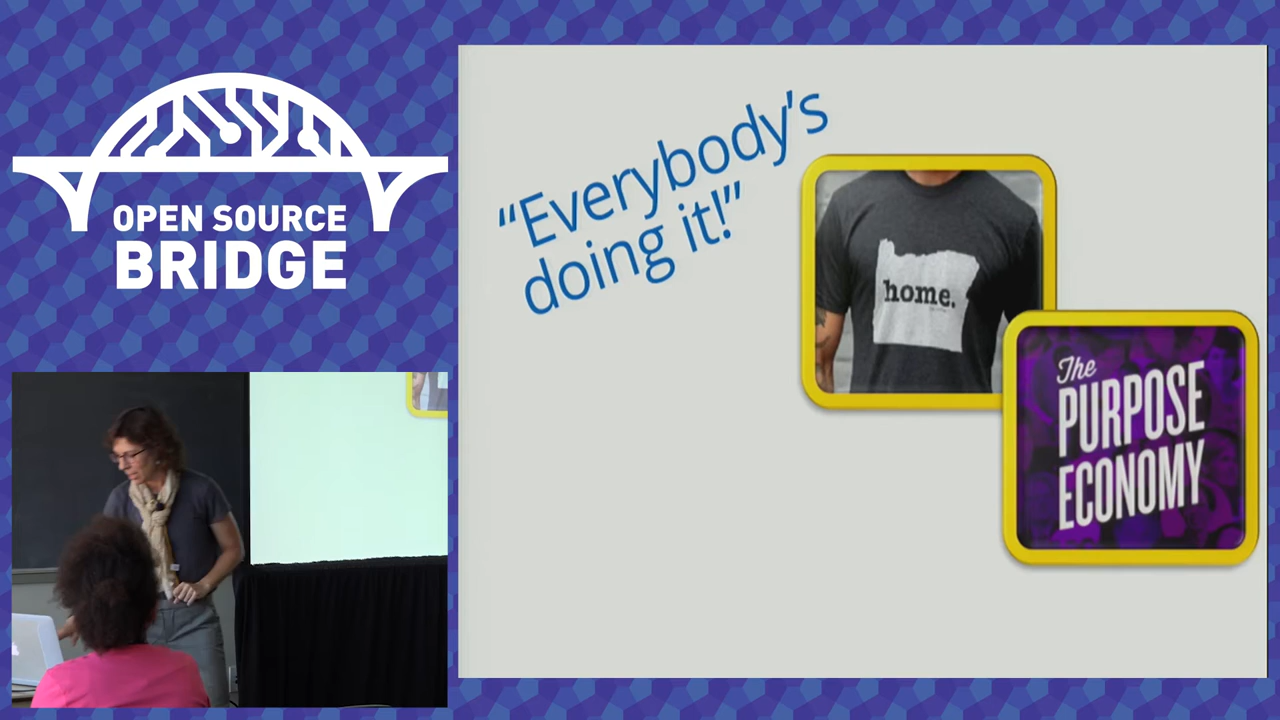 OPEN SOURCE
BRIDGE
“Everybody’s
doing it!”
home.
The
PURPOSE
ECONOMY